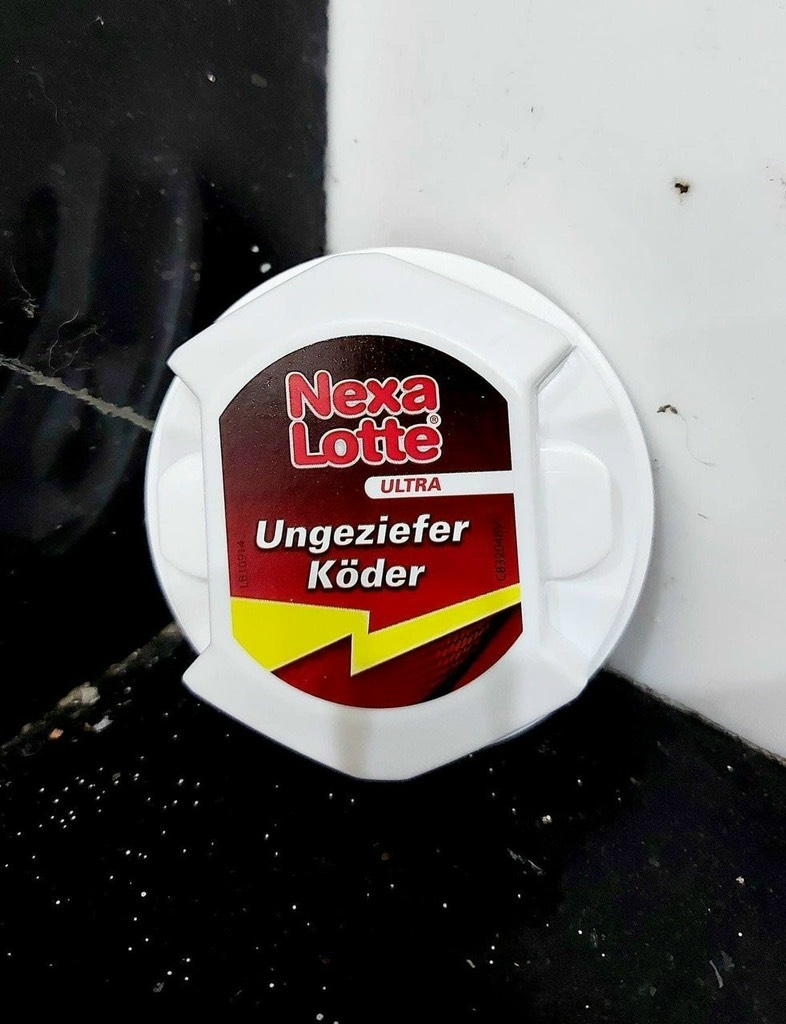 Nexa
Lotte®
ULTRA
Ungeziefer
Köder